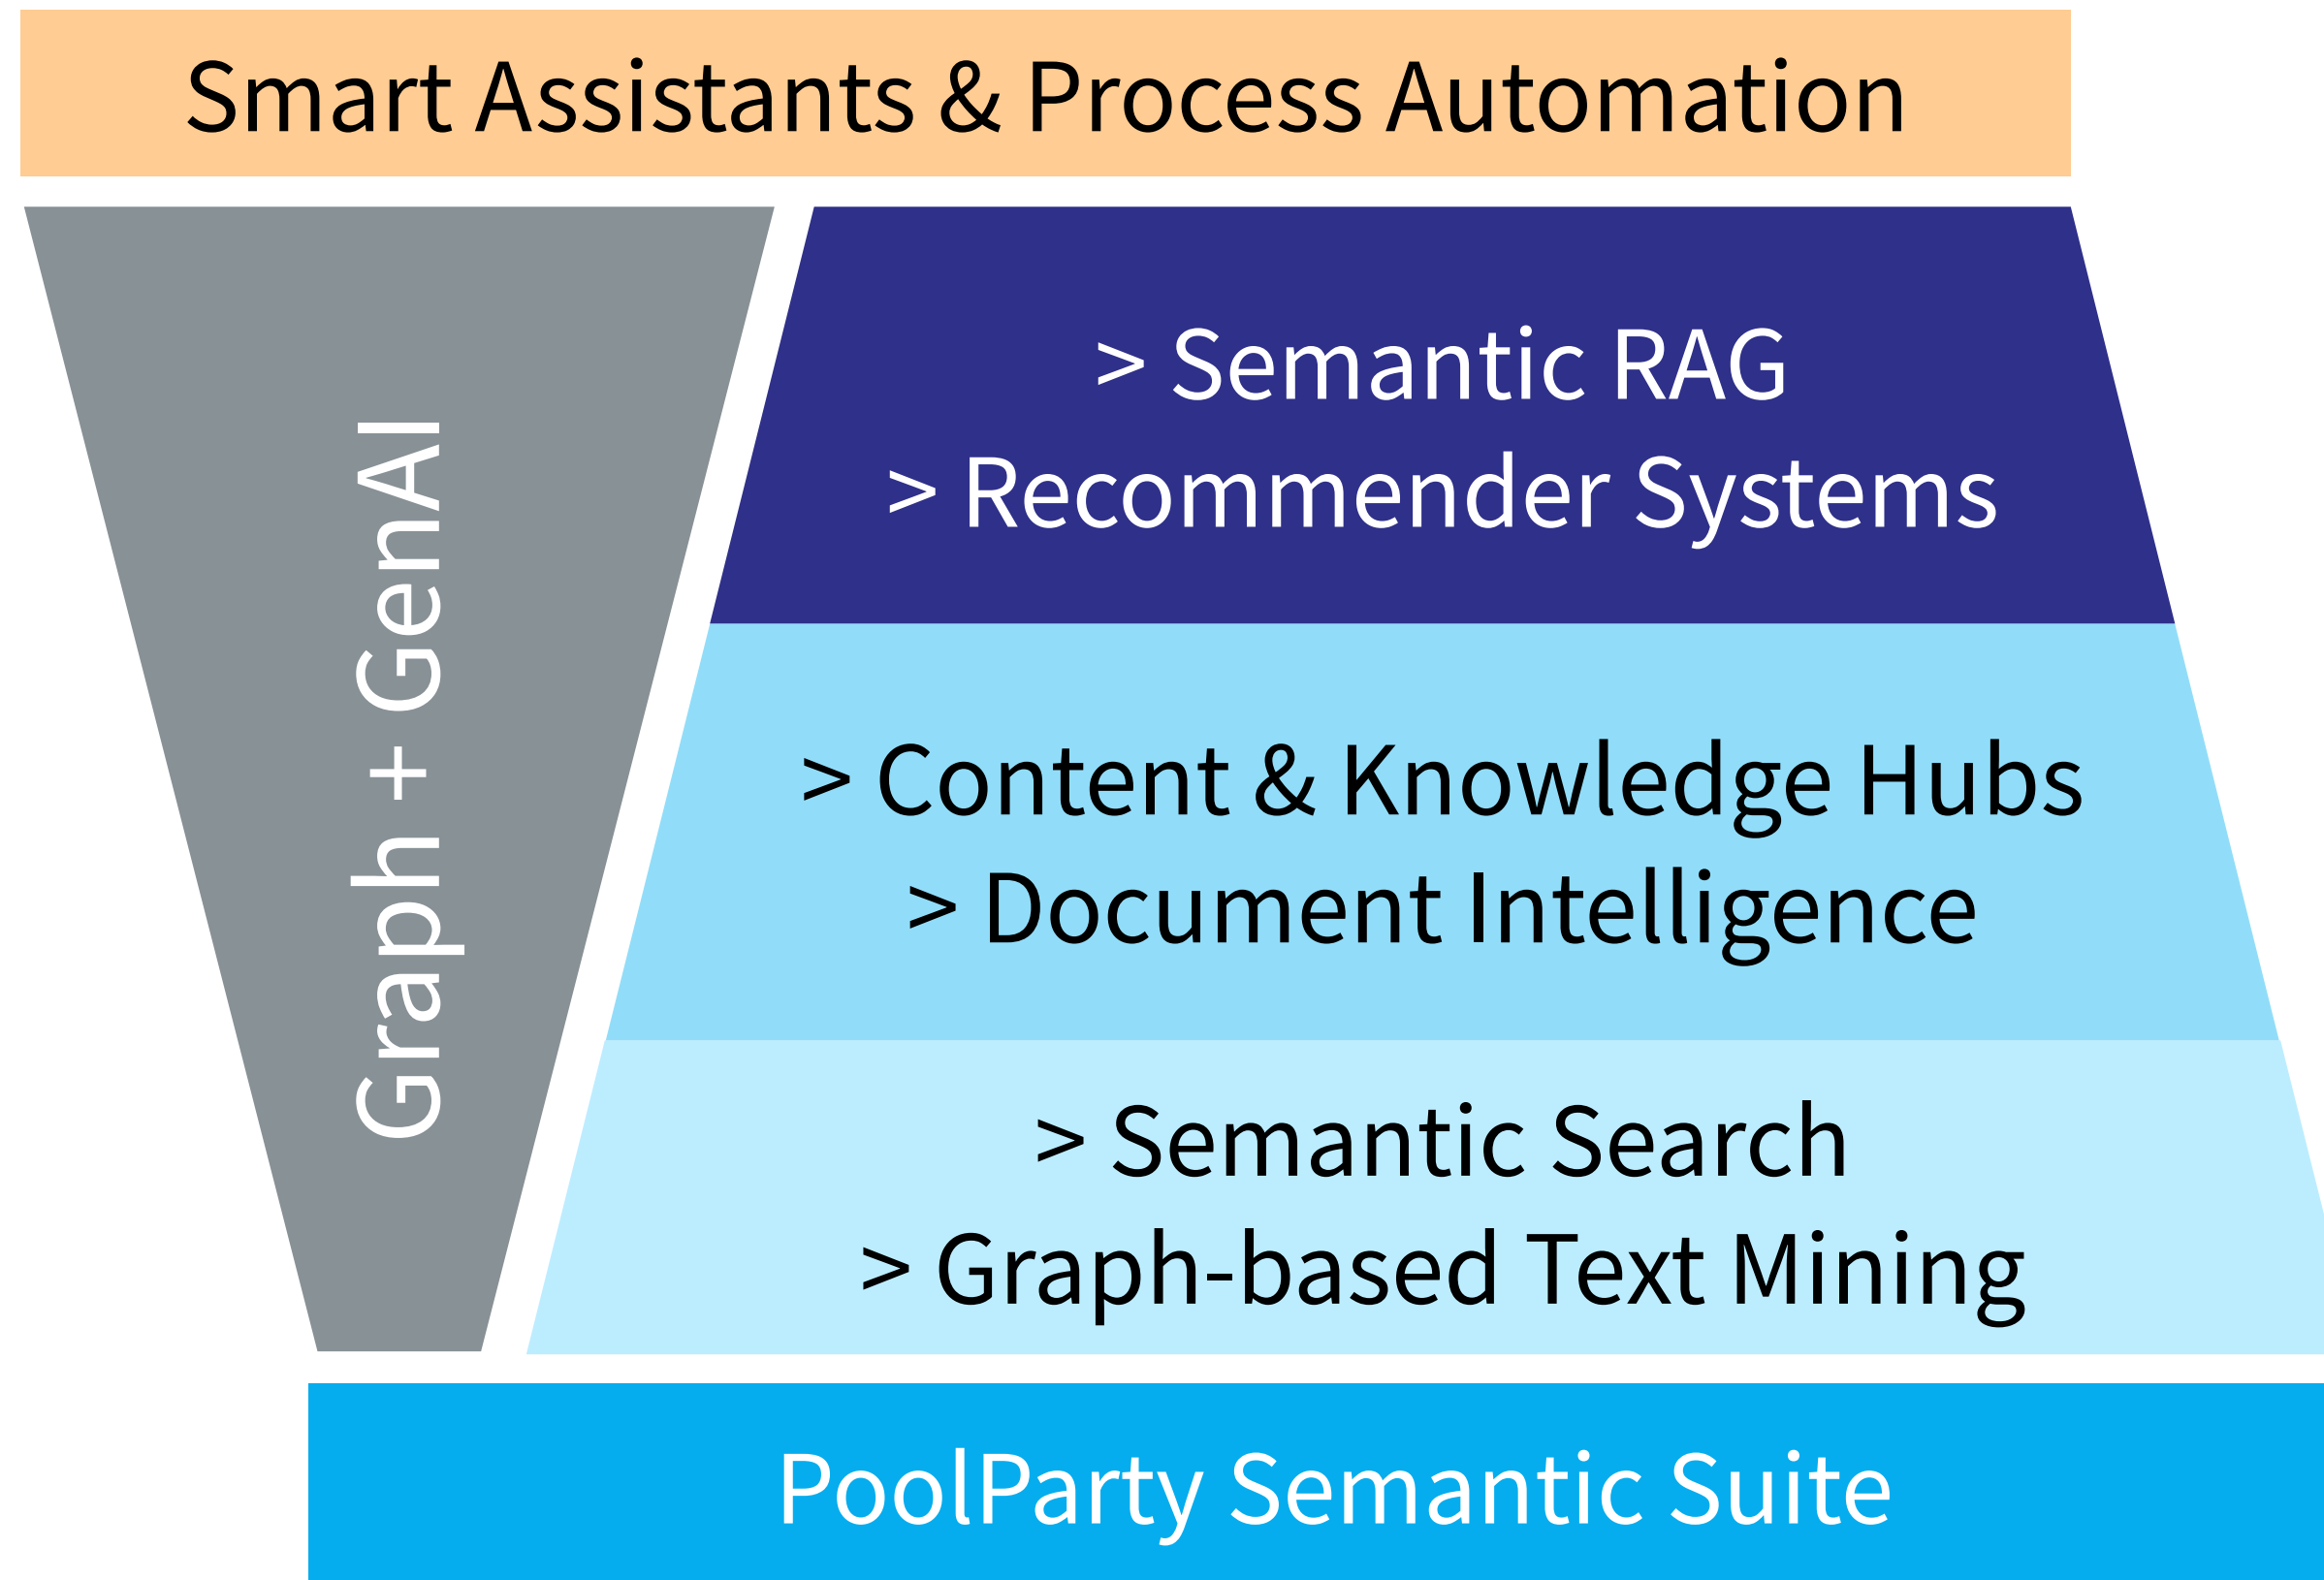 Smart Assistants & Process Automation
Graph + GenAI
> Semantic RAG
> Recommender Systems
> Content & Knowledge Hubs
> Document Intelligence
> Semantic Search
> Graph-based Text Mining
PoolParty Semantic Suite